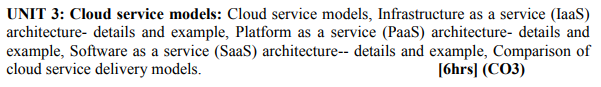 UNIT 3: Cloud service models: Cloud service models, Infrastructure as a service (IaaS)
architecture- details and example, Platform as a service (PaaS) architecture- details and
example, Software as a service (SaaS) architecture-- details and example, Comparison of
cloud service delivery models. [6hrs] (CO3)